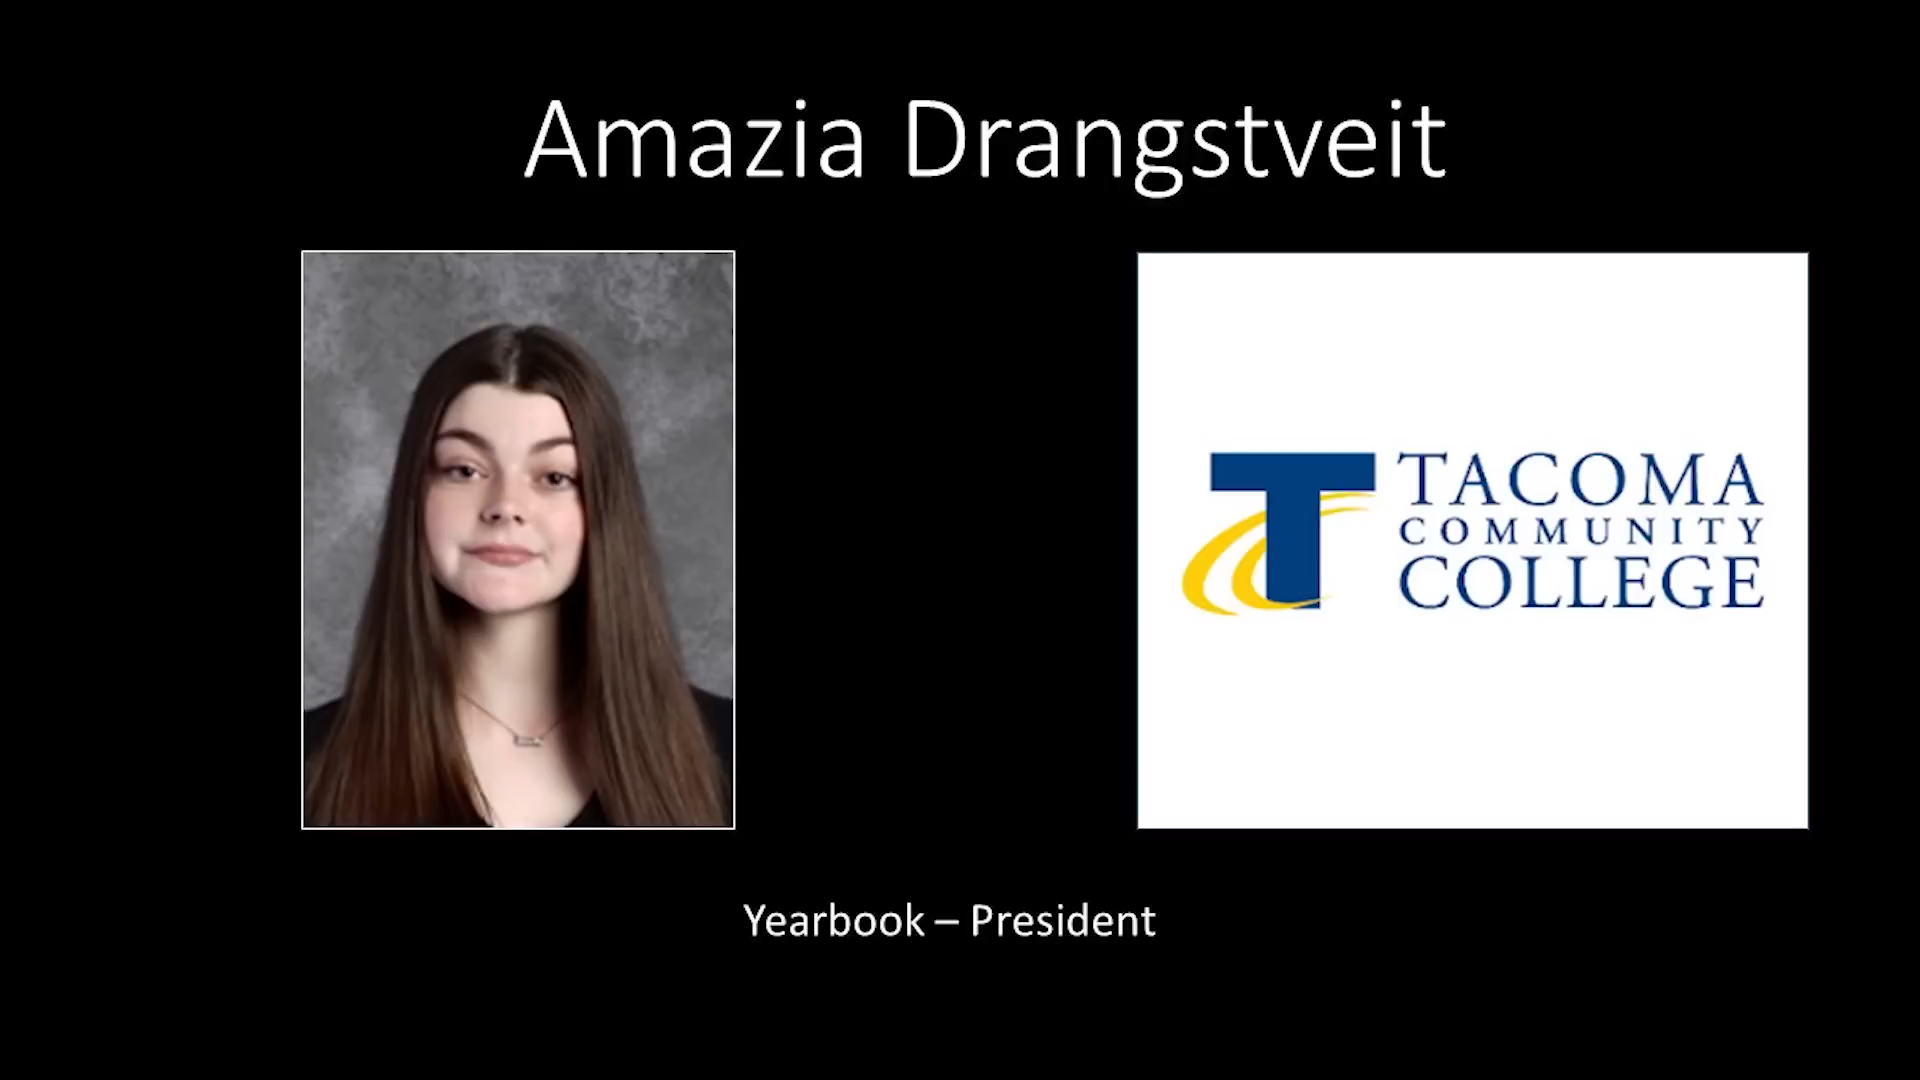 Amazia Drangstveit
TACOMA
COMMUNITY
COLLEGE
Yearbook – President